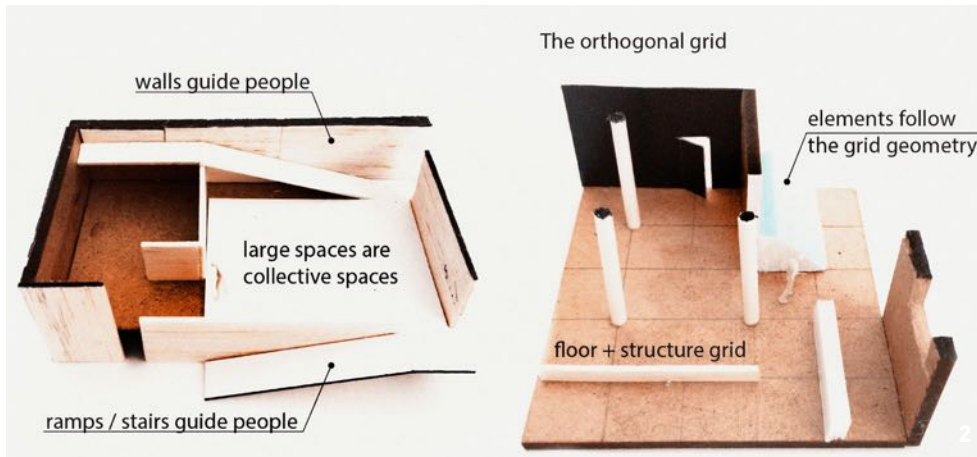 walls guide people
large spaces are
collective spaces
ramps / stairs guide people
The orthogonal grid
elements follow
the grid geometry
floor + structure grid
2